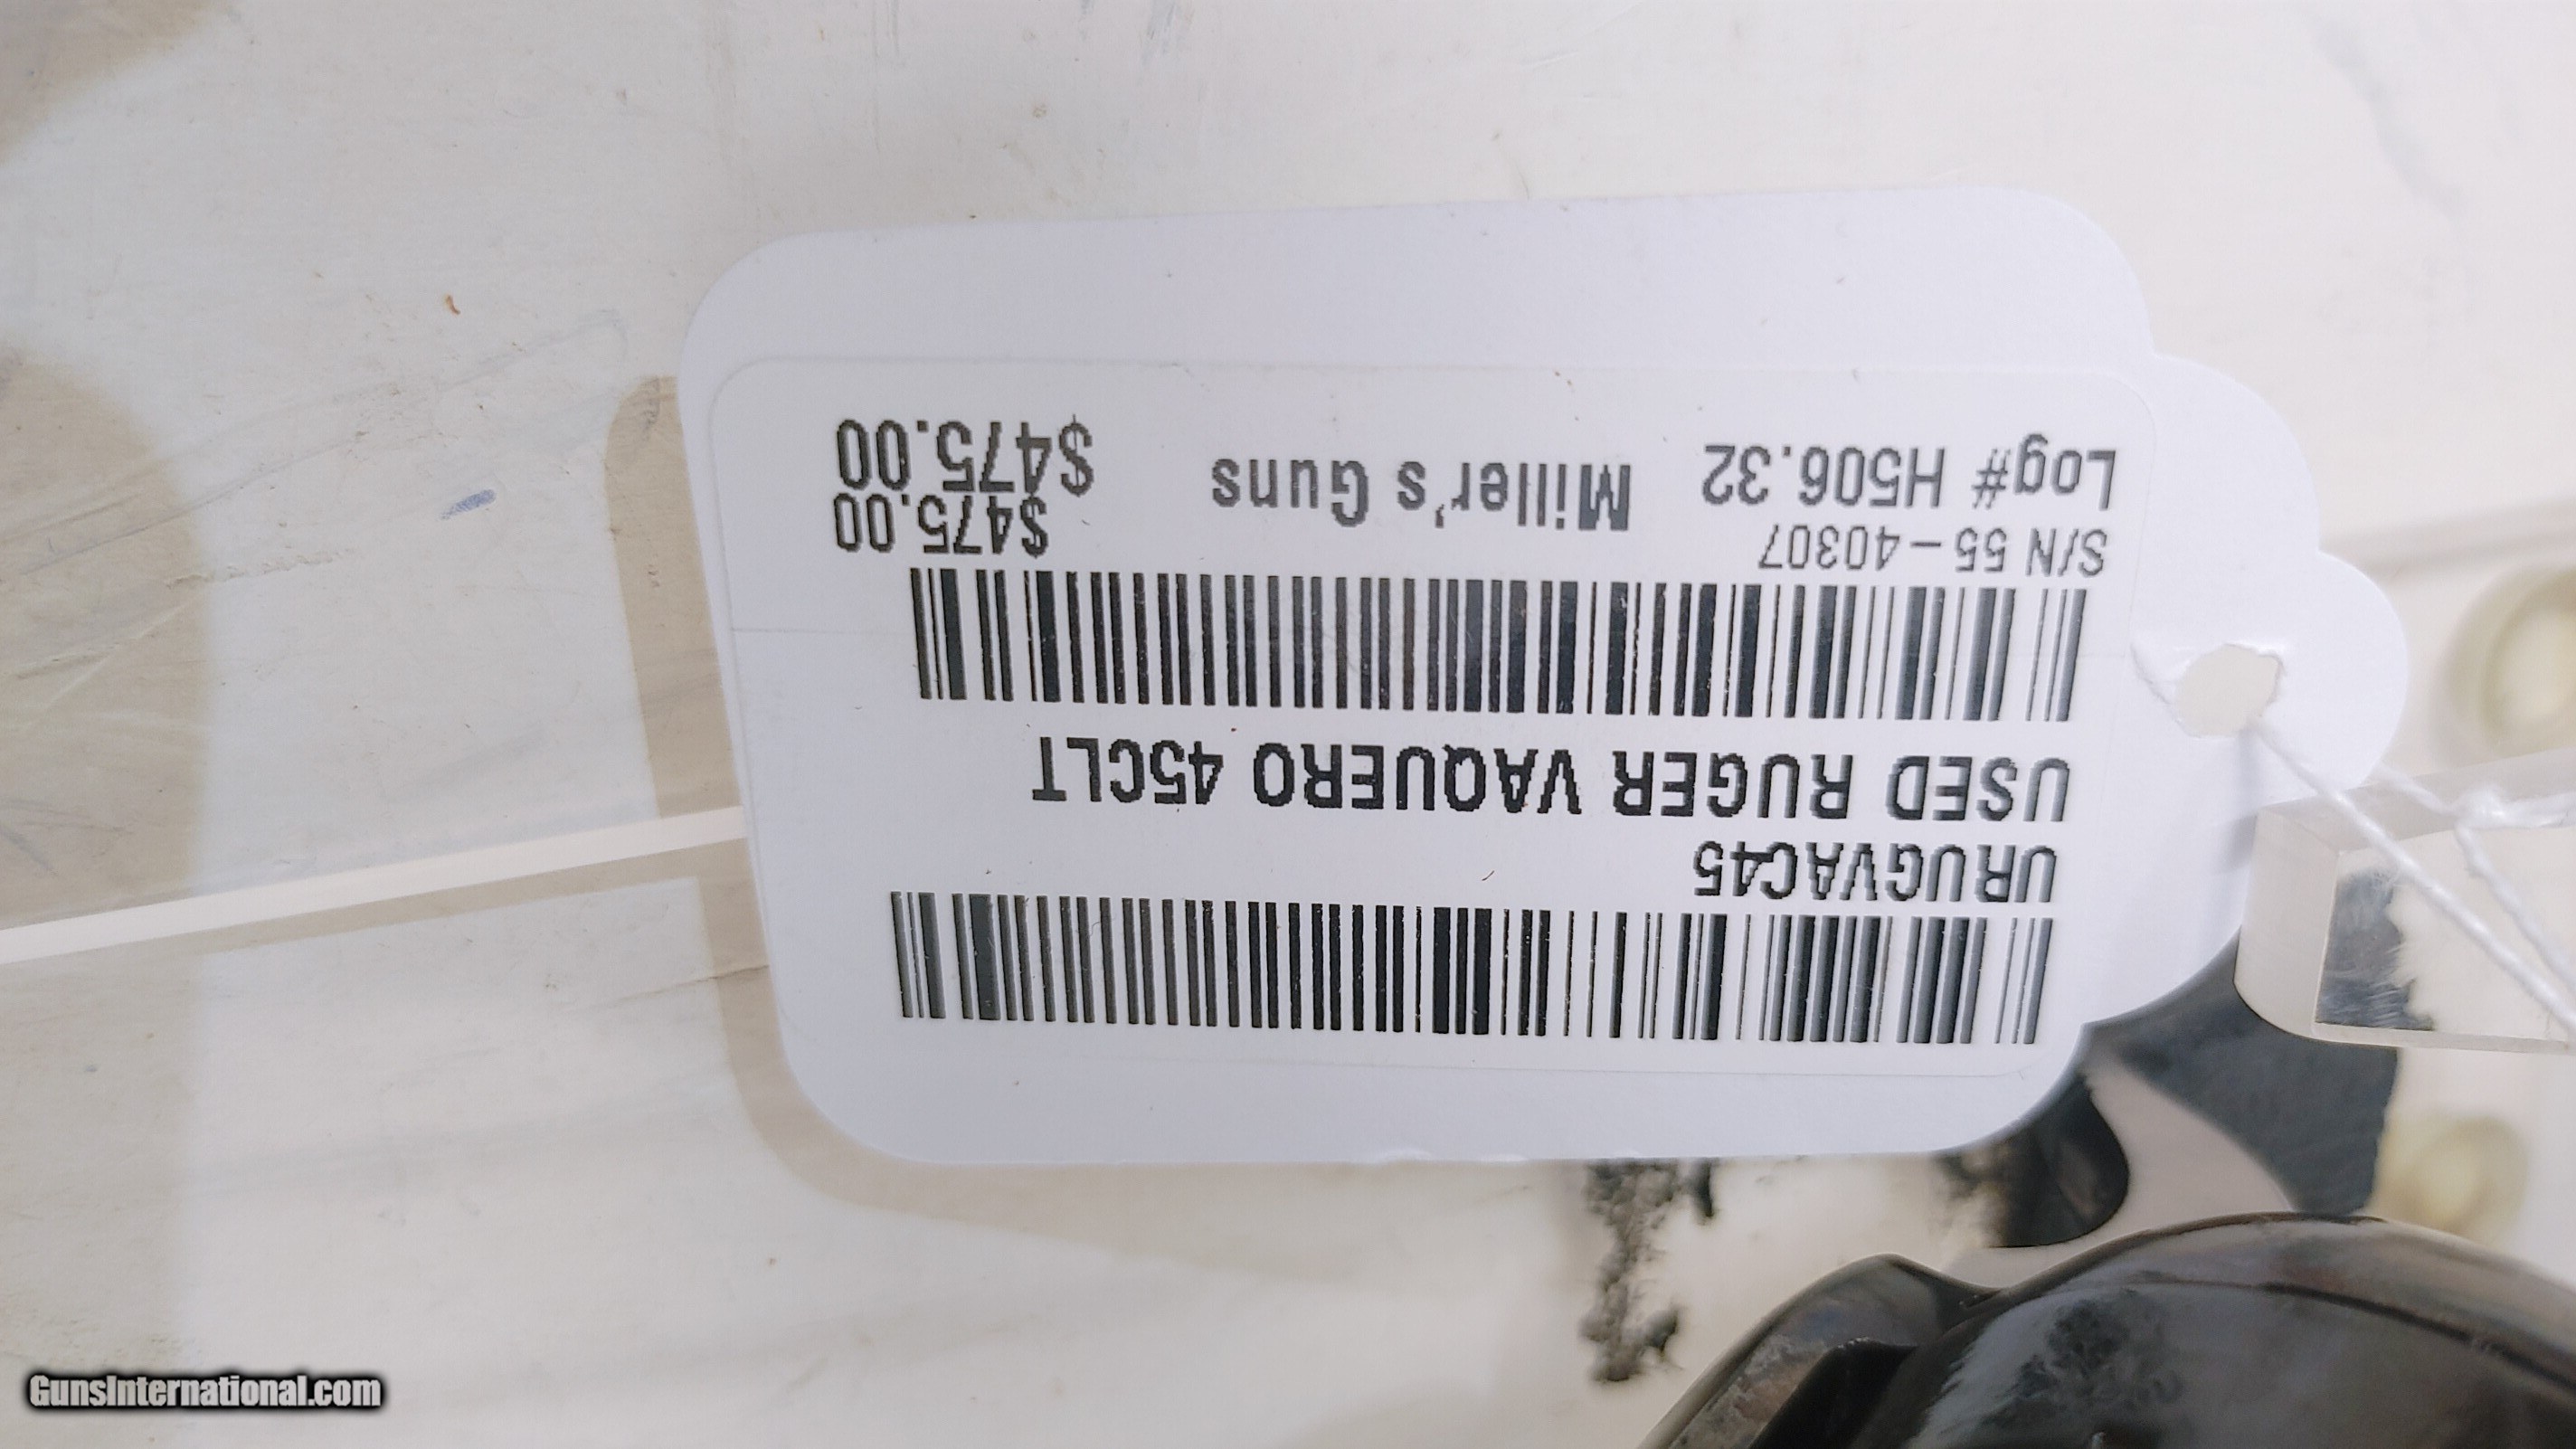 URUGVAC45
USED RUGER VAQUERO 45CLT
S/N 55-40307
$475.00
Log# H506.32
Miller's Guns
$475.00
GunsInternational.com